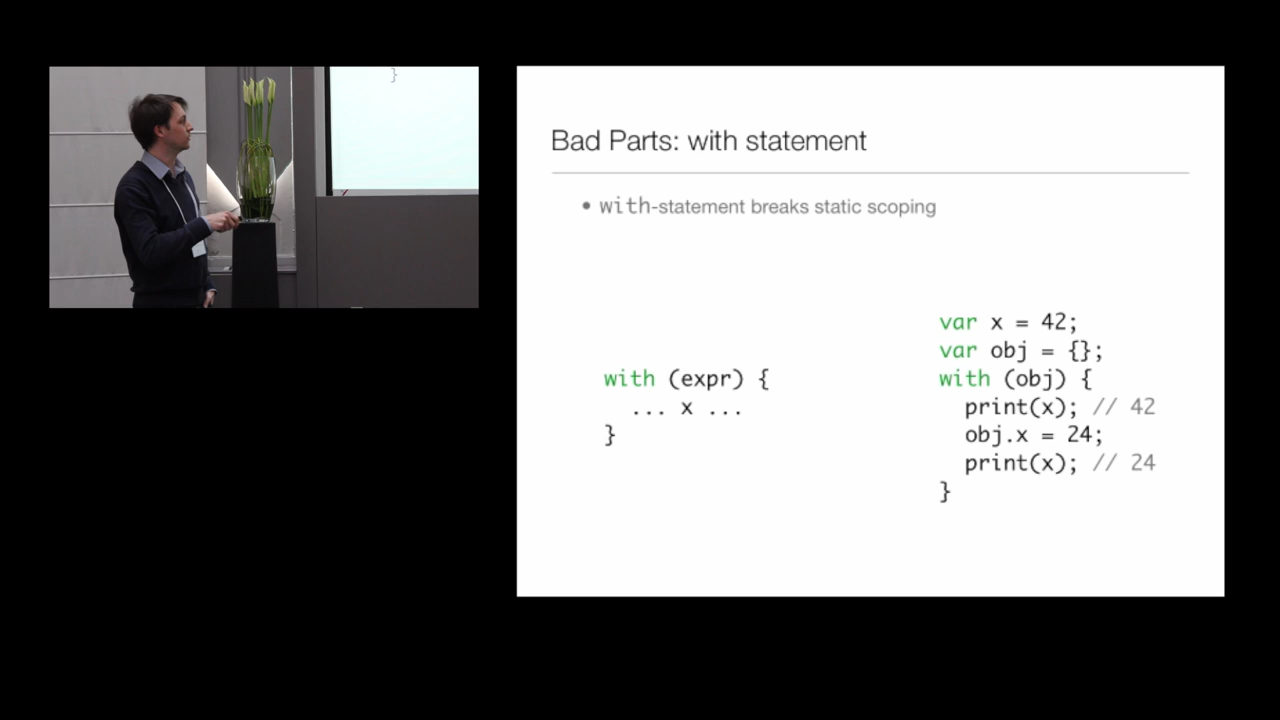 }
Bad Parts: with statement
• with-statement breaks static scoping
with (expr) {
... x ...
}
var x = 42;
var obj = {};
with (obj) {
print(x); // 42
obj.x = 24;
print(x); // 24
}